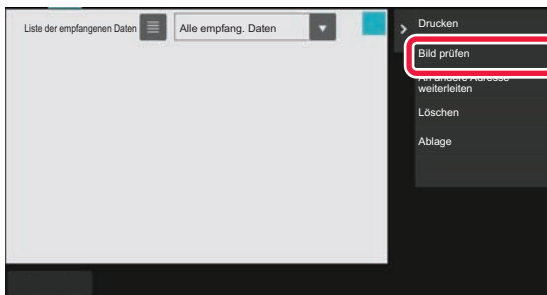 Liste der empfangenen Daten
Alle empfang. Daten
Drucken
Bild prüfen
An andere Adresse
weiterleiten
Löschen
Ablage